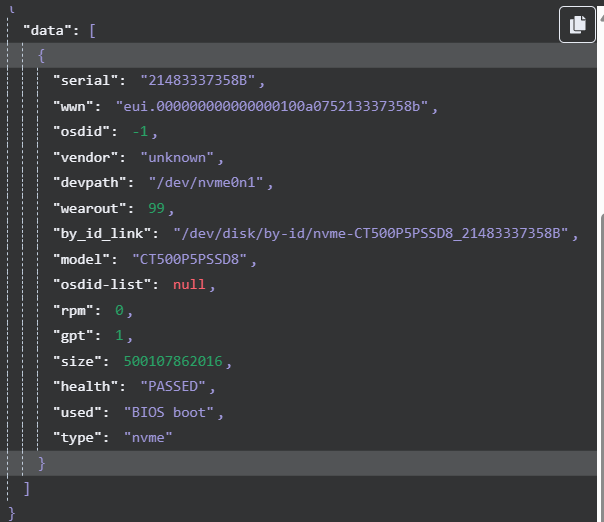 {
"data": [
{
"serial": "21483337358B",
"wwn": "eui.000000000000000100a075213337358b",
"osdid": -1,
"vendor": "unknown",
"devpath": "/dev/nvme0n1",
"wearout": 99,
"by_id_link": "/dev/disk/by-id/nvme-CT500P5PSSD8_21483337358B",
"model": "CT500P5PSSD8",
"osdid-list": null,
"rpm": 0,
"gpt": 1,
"size": 500107862016,
"health": "PASSED",
"used": "BIOS boot",
"type": "nvme"
}
]
}